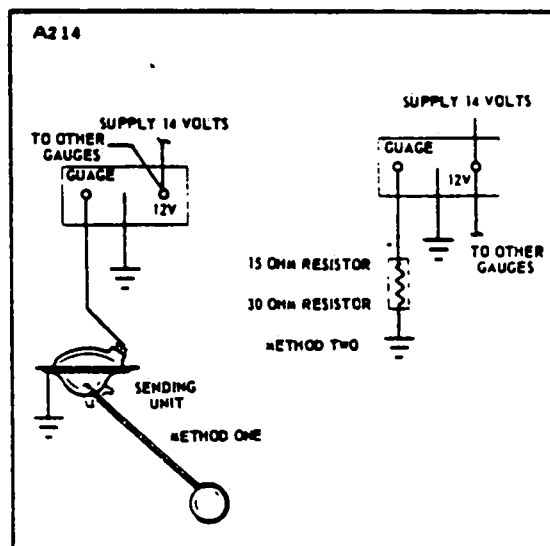 A214
SUPPLY 14 VOLTS
TO OTHER
GAUGES
GUAGE
12V
SENDING
UNIT
METHOD ONE
SUPPLY 14 VOLTS
GUAGE
12V
TO OTHER
GAUGES
15 OHM RESISTOR
30 OHM RESISTOR
METHOD TWO